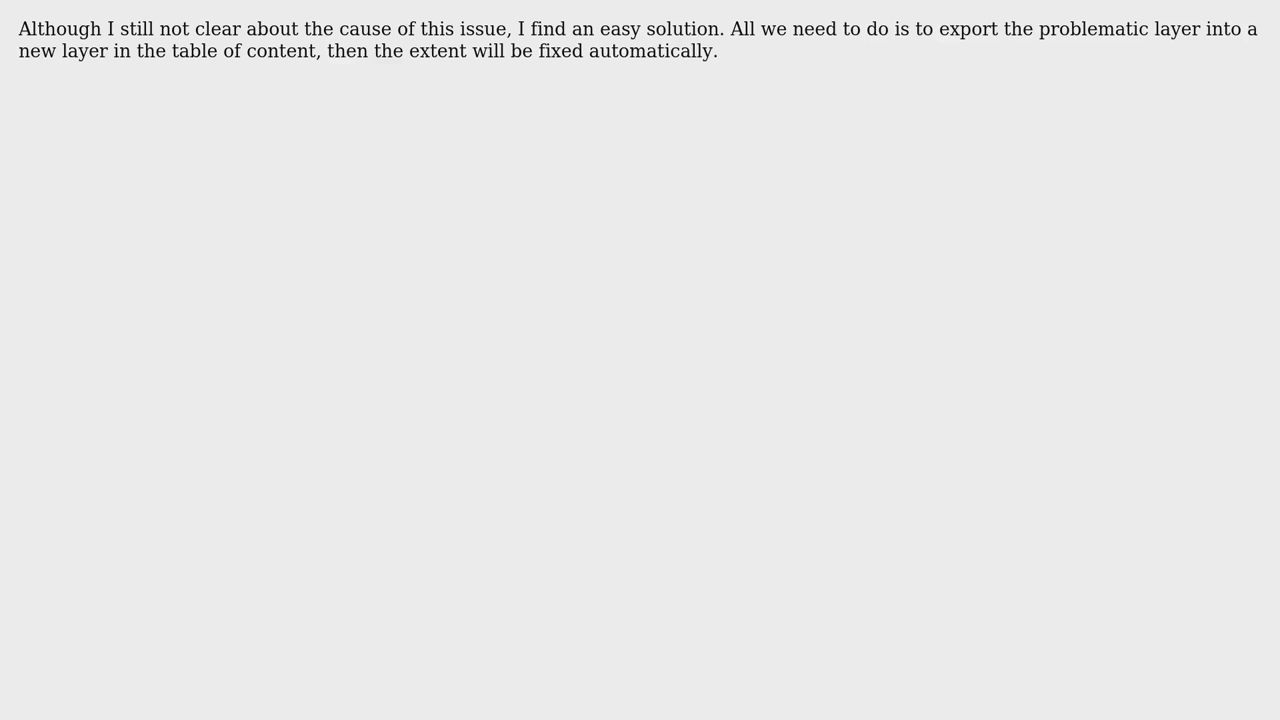 Although I still not clear about the cause of this issue, I find an easy solution. All we need to do is to export the problematic layer into a
new layer in the table of content, then the extent will be fixed automatically.